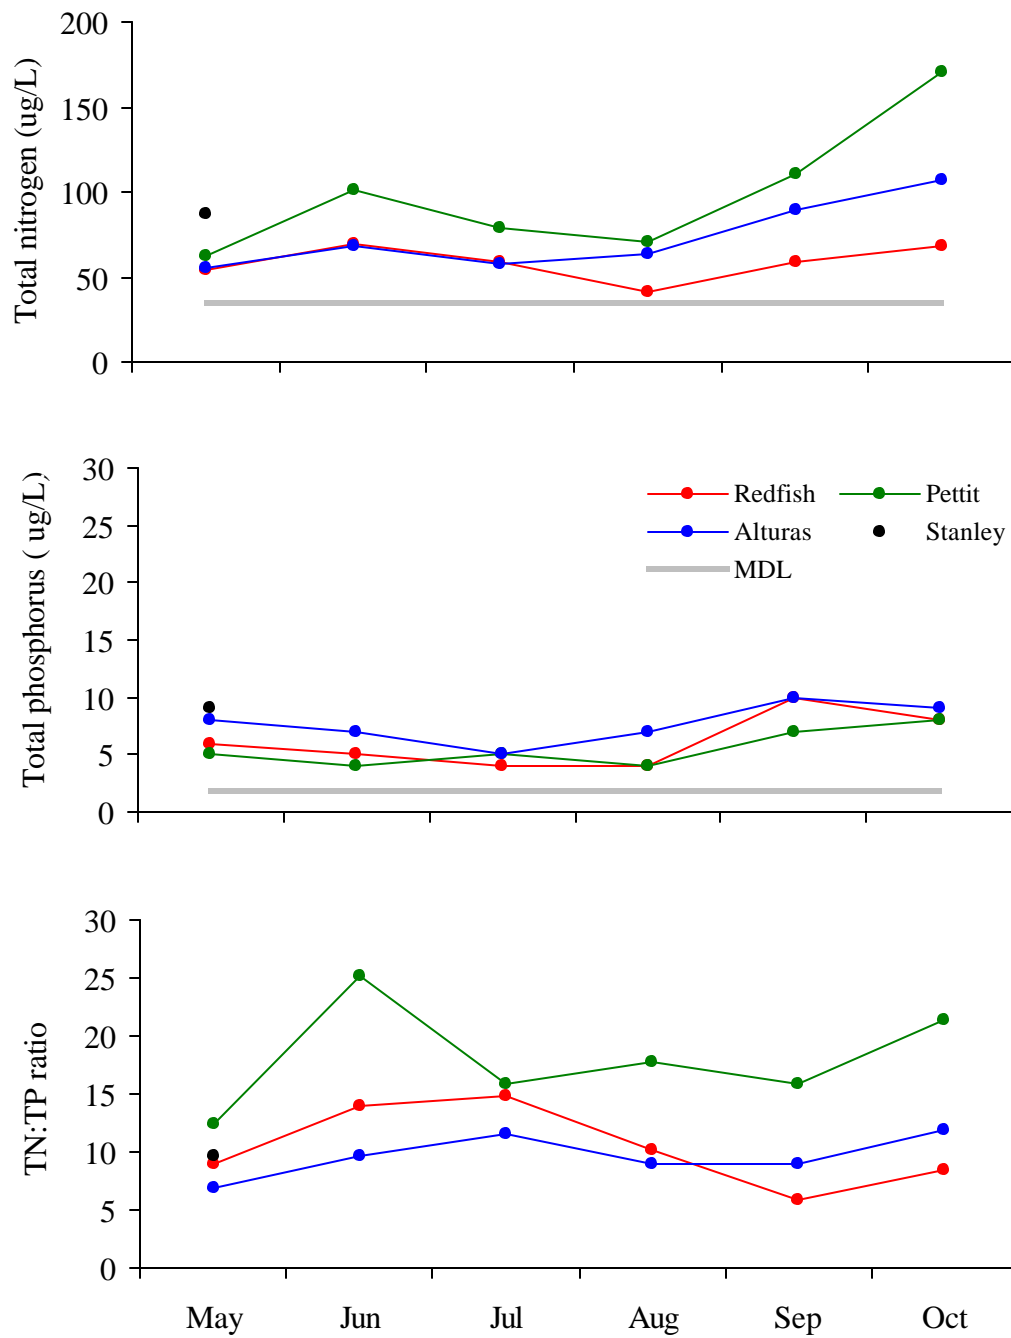 Total nitrogen (ug/L)
200
150
100
50
0
Total phosphorus ( ug/L)
30
25
20
15
10
5
0
Redfish Pettit
Alturas Stanley
MDL
TN:TP ratio
30
25
20
15
10
5
0
May Jun Jul Aug Sep Oct